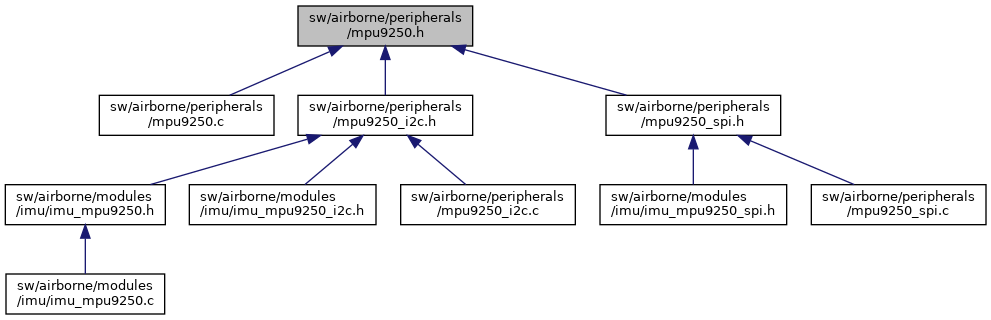 sw/airborne/peripherals
/mpu9250.h
sw/airborne/peripherals
/mpu9250.c
sw/airborne/peripherals
/mpu9250_i2c.h
sw/airborne/peripherals
/mpu9250_spi.h
sw/airborne/modules
/imu/imu_mpu9250.h
sw/airborne/modules
/imu/imu_mpu9250_i2c.h
sw/airborne/peripherals
/mpu9250_i2c.c
sw/airborne/modules
/imu/imu_mpu9250_spi.h
sw/airborne/peripherals
/mpu9250_spi.c
sw/airborne/modules
/imu/imu_mpu9250.c